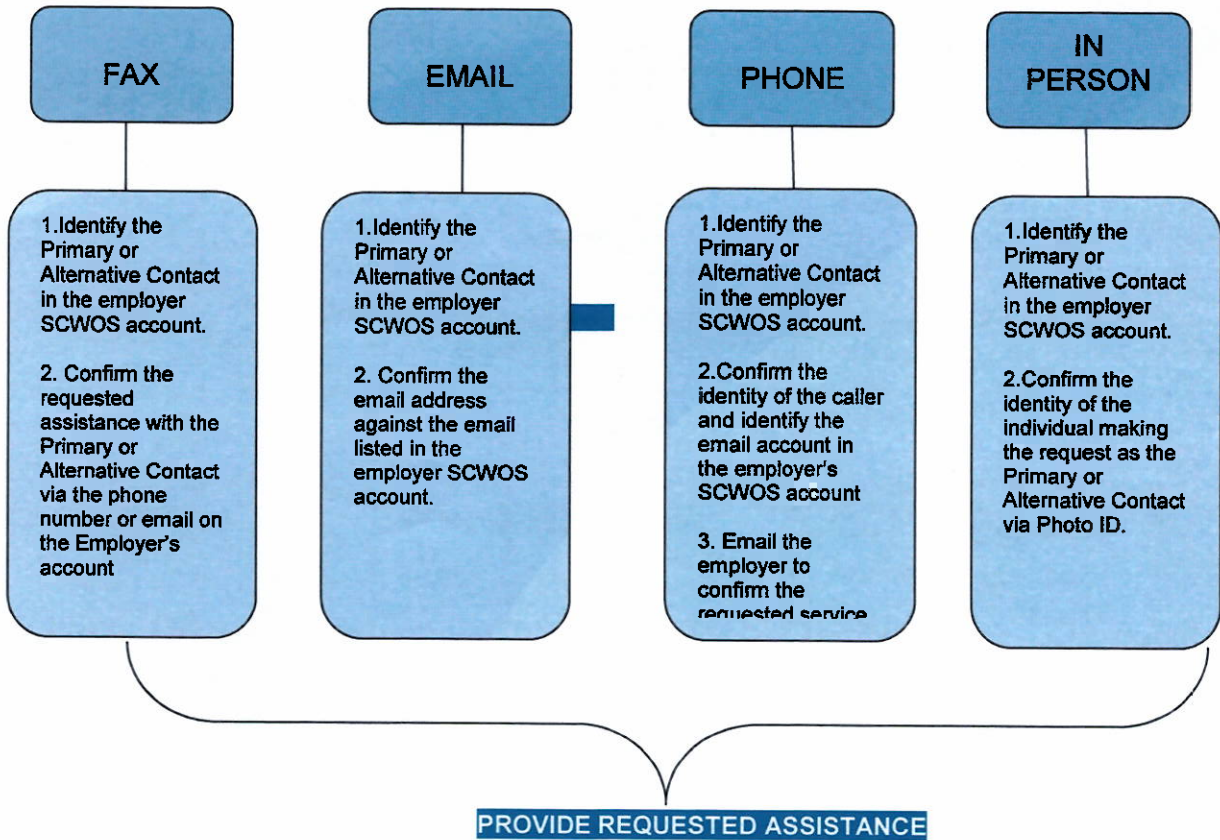 FAX
EMAIL
PHONE
IN
PERSON
1.Identify the
Primary or
Alternative Contact
in the employer
SCWOS account.
2. Confirm the
requested
assistance with the
Primary or
Alternative Contact
via the phone
number or email on
the Employer's
account
1.Identify the
Primary or
Alternative Contact
in the employer
SCWOS account.
2. Confirm the
email address
against the email
listed in the
employer SCWOS
account.
1.Identify the
Primary or
Alternative Contact
in the employer
SCWOS account.
2.Confirm the
identity of the caller
and identify the
email account in
the employer's
SCWOS account
3. Email the
employer to
confirm the
requested service
1.Identify the
Primary or
Alternative Contact
in the employer
SCWOS account.
2.Confirm the
identity of the
individual making
the request as the
Primary or
Alternative Contact
via Photo ID.
PROVIDE REQUESTED ASSISTANCE